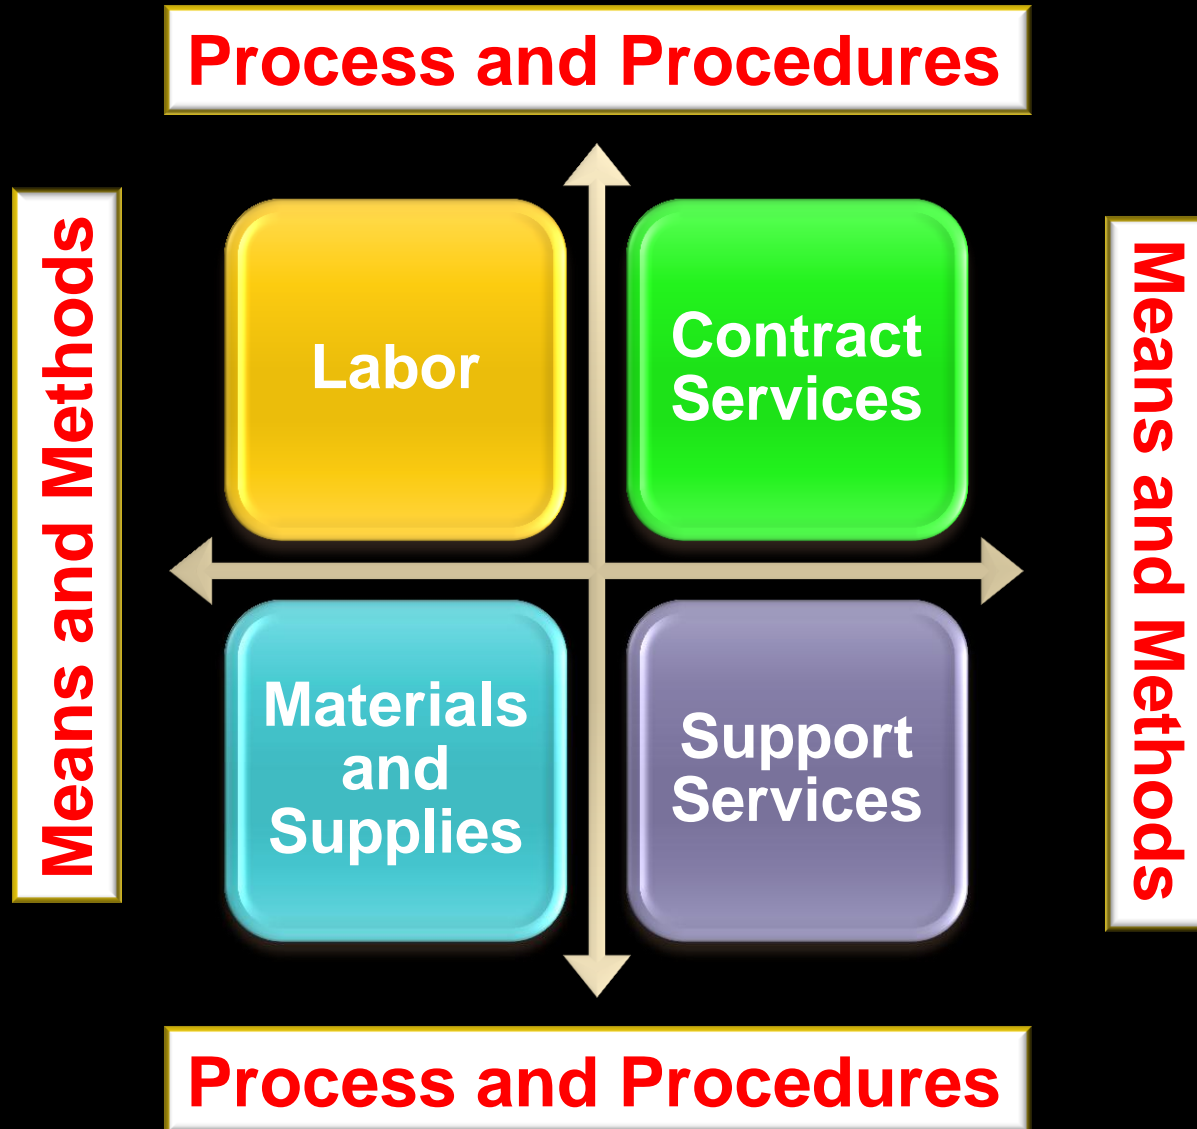 Process and Procedures
Means and Methods
Labor
Contract
Services
Means and Methods
Materials
and
Supplies
Support
Services
Process and Procedures